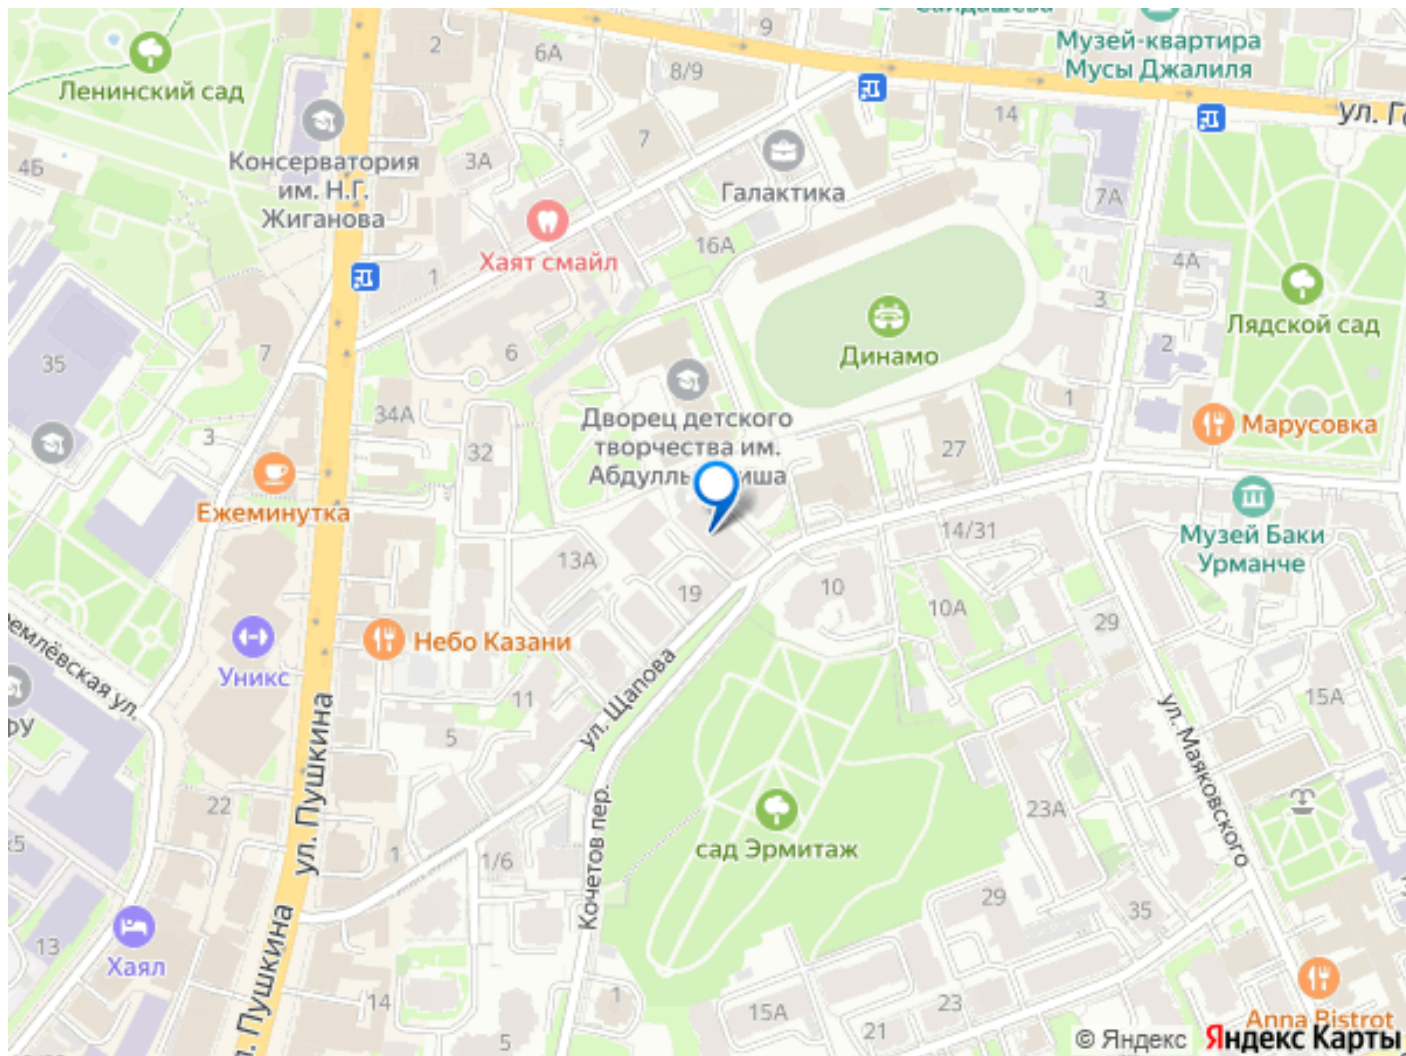 9
Музей-квартира
Мусы Джалиля
2
6А
8/9
Ленинский сад
14
7
Консерватория
им. Н.Г.
Жиганова
3А
4Б
Галактика
7А
16А
Хаят смайл
1
4А
3
Лядской сад
Динамо
2
7
6
35
1
34А
Дворец детского
творчества им.
3
32
27
Марусовка
Ежеминутка
14/31
Музей Баки
Урманче
13А
19
10
10А
29
Небо Казани
Уникс
ул. Щапова
11
15А
ул. Маяковского
5
ул. Пушкина
22
23А
Кочетов пер.
сад Эрмитаж
1
1/6
29
35
13
Хаял
14
1
15А
23
21
5
Пушкина
Anna Bistrot
© Яндекс
Яндекс Карты